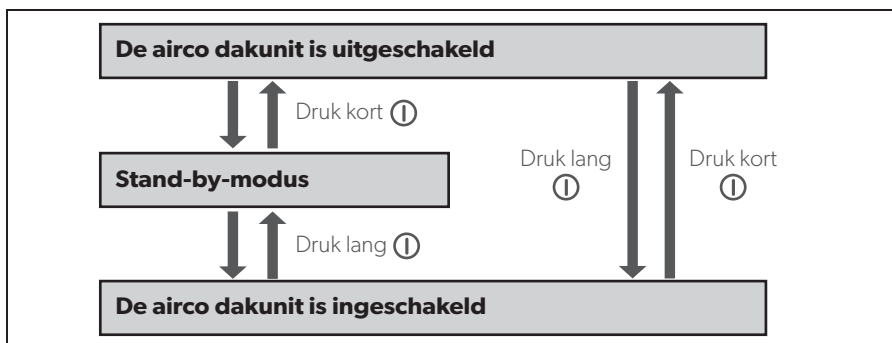 De airco dakunit is uitgeschakeld
Druk kort
Stand-by-modus
Druk lang
Druk kort
Druk lang
De airco dakunit is ingeschakeld